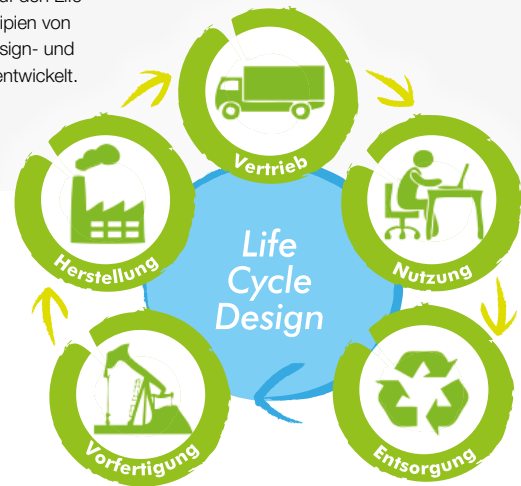 ipien von
sign- und
entwickelt.
Vertrieb
Herstellung
Nutzung
Life
Cycle
Design
Vorfertigung
Entsorgung